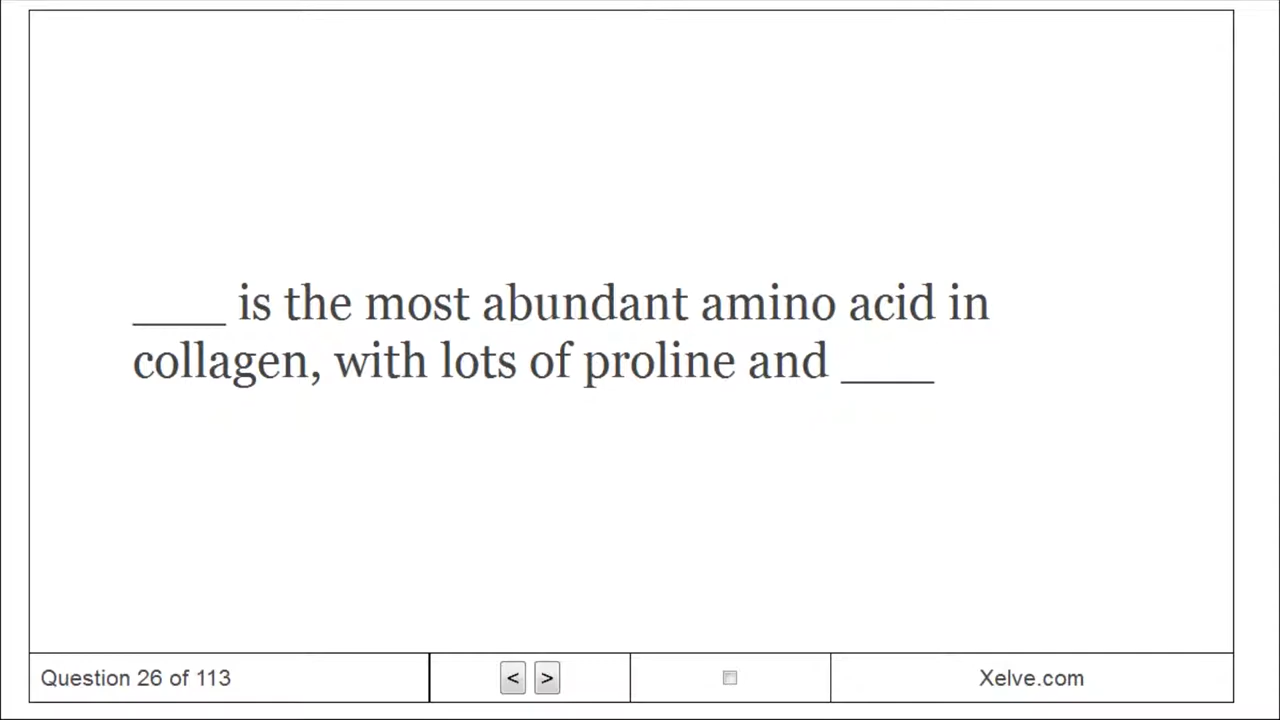 ____ is the most abundant amino acid in
collagen, with lots of proline and ____
Question 26 of 113
< >
Xelve.com